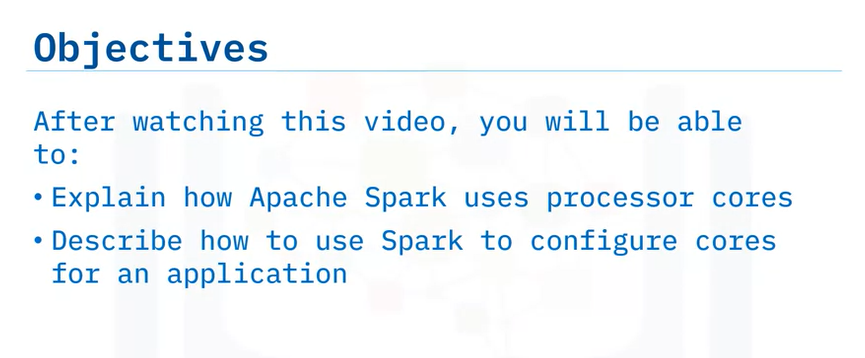 Objectives
After watching this video, you will be able
to:
• Explain how Apache Spark uses processor cores
• Describe how to use Spark to configure cores
for an application